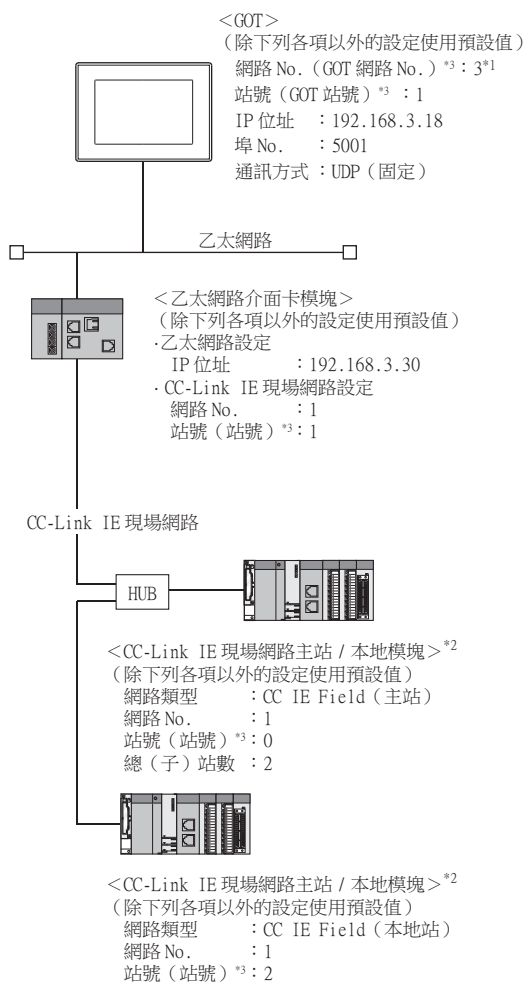 ＜GOT＞
（除下列各項以外的設定使用預設值）
網路 No.（GOT 網路 No.）*3：3*1
站號（GOT 站號）*3 ：1
IP 位址 ：192.168.3.18
埠 No. ：5001
通訊方式 ：UDP（固定）
乙太網路
＜乙太網路介面卡模塊＞
（除下列各項以外的設定使用預設值）
·乙太網路設定
IP 位址 ：192.168.3.30
·CC-Link IE 現場網路設定
網路 No. ：1
站號（站號）*3：1
CC-Link IE 現場網路
HUB
＜CC-Link IE 現場網路主站 / 本地模塊＞*2
（除下列各項以外的設定使用預設值）
網路類型 ：CC IE Field（主站）
網路 No. ：1
站號（站號）*3：0
總（子）站數 ：2
＜CC-Link IE 現場網路主站 / 本地模塊＞*2
（除下列各項以外的設定使用預設值）
網路類型 ：CC IE Field（本地站）
網路 No. ：1
站號（站號）*3：2